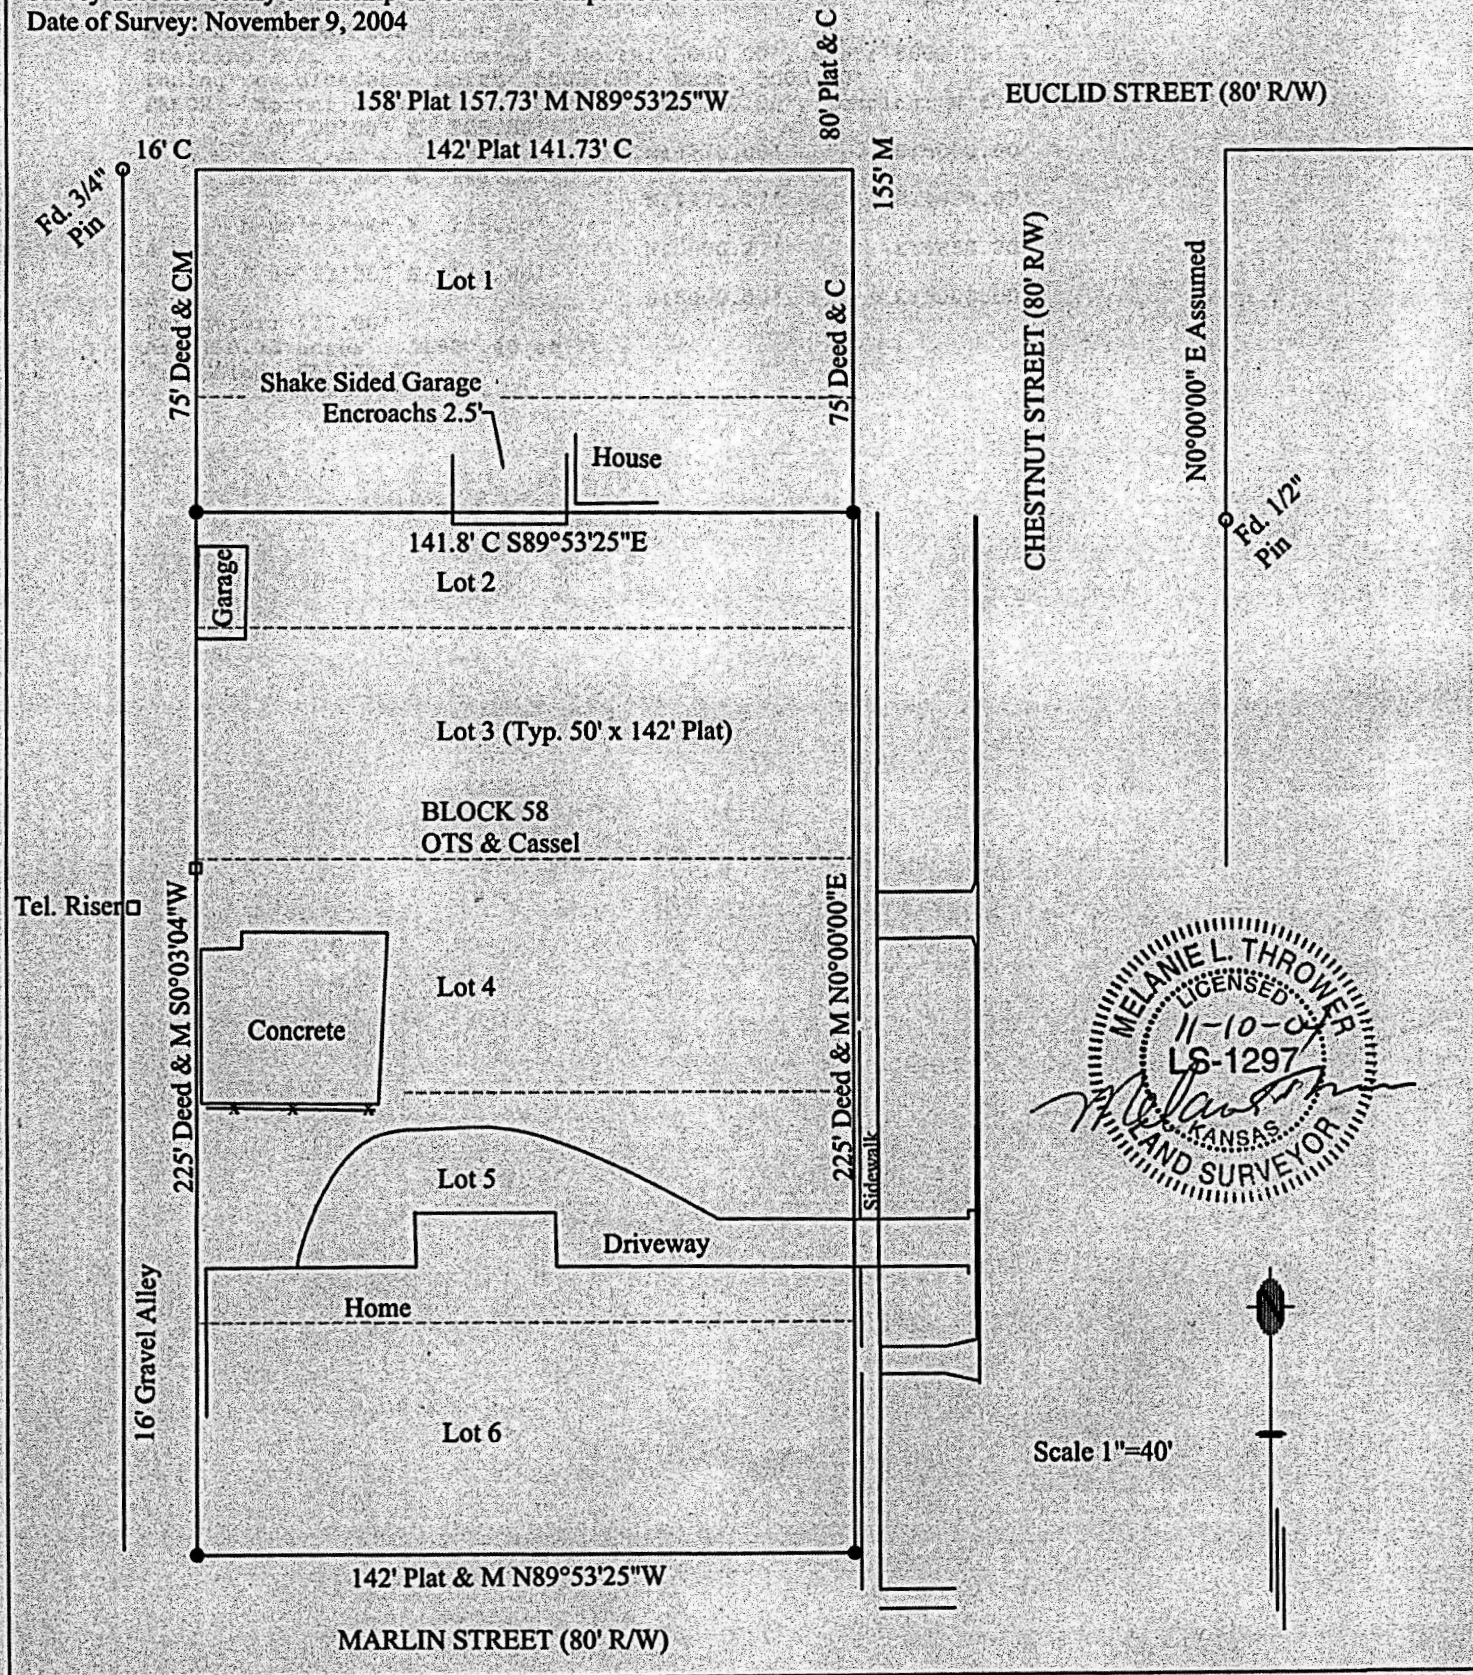 Date of Survey: November 9, 2004
80' Plat & C
EUCLID STREET (80' R/W)
158' Plat 157.73' M N89°53'25"W
16' C
142' Plat 141.73' C
155' M
Fd. 3/4"
Pin
75' Deed & CM
Lot 1
75' Deed & C
CHESTNUT STREET (80' R/W)
N0°00'00" E Assumed
Shake Sided Garage
Encroachs 2.5'
House
Fd. 1/2"
Pin
141.8' C S89°53'25"E
Garage
Lot 2
Lot 3 (Typ. 50' x 142' Plat)
BLOCK 58
OTS & Cassel
Tel. Riser
225' Deed & M S0°03'04"W
225' Deed & M N0°00'00"E
Lot 4
Concrete
MELANIE L. THROWER
LICENSED
11-10-0
LS-1297
KANSAS
LAND SURVEYOR
Sidewalk
Lot 5
Driveway
Home
16' Gravel Alley
N
Lot 6
Scale 1"=40'
142' Plat & M N89°53'25"W
MARLIN STREET (80' R/W)